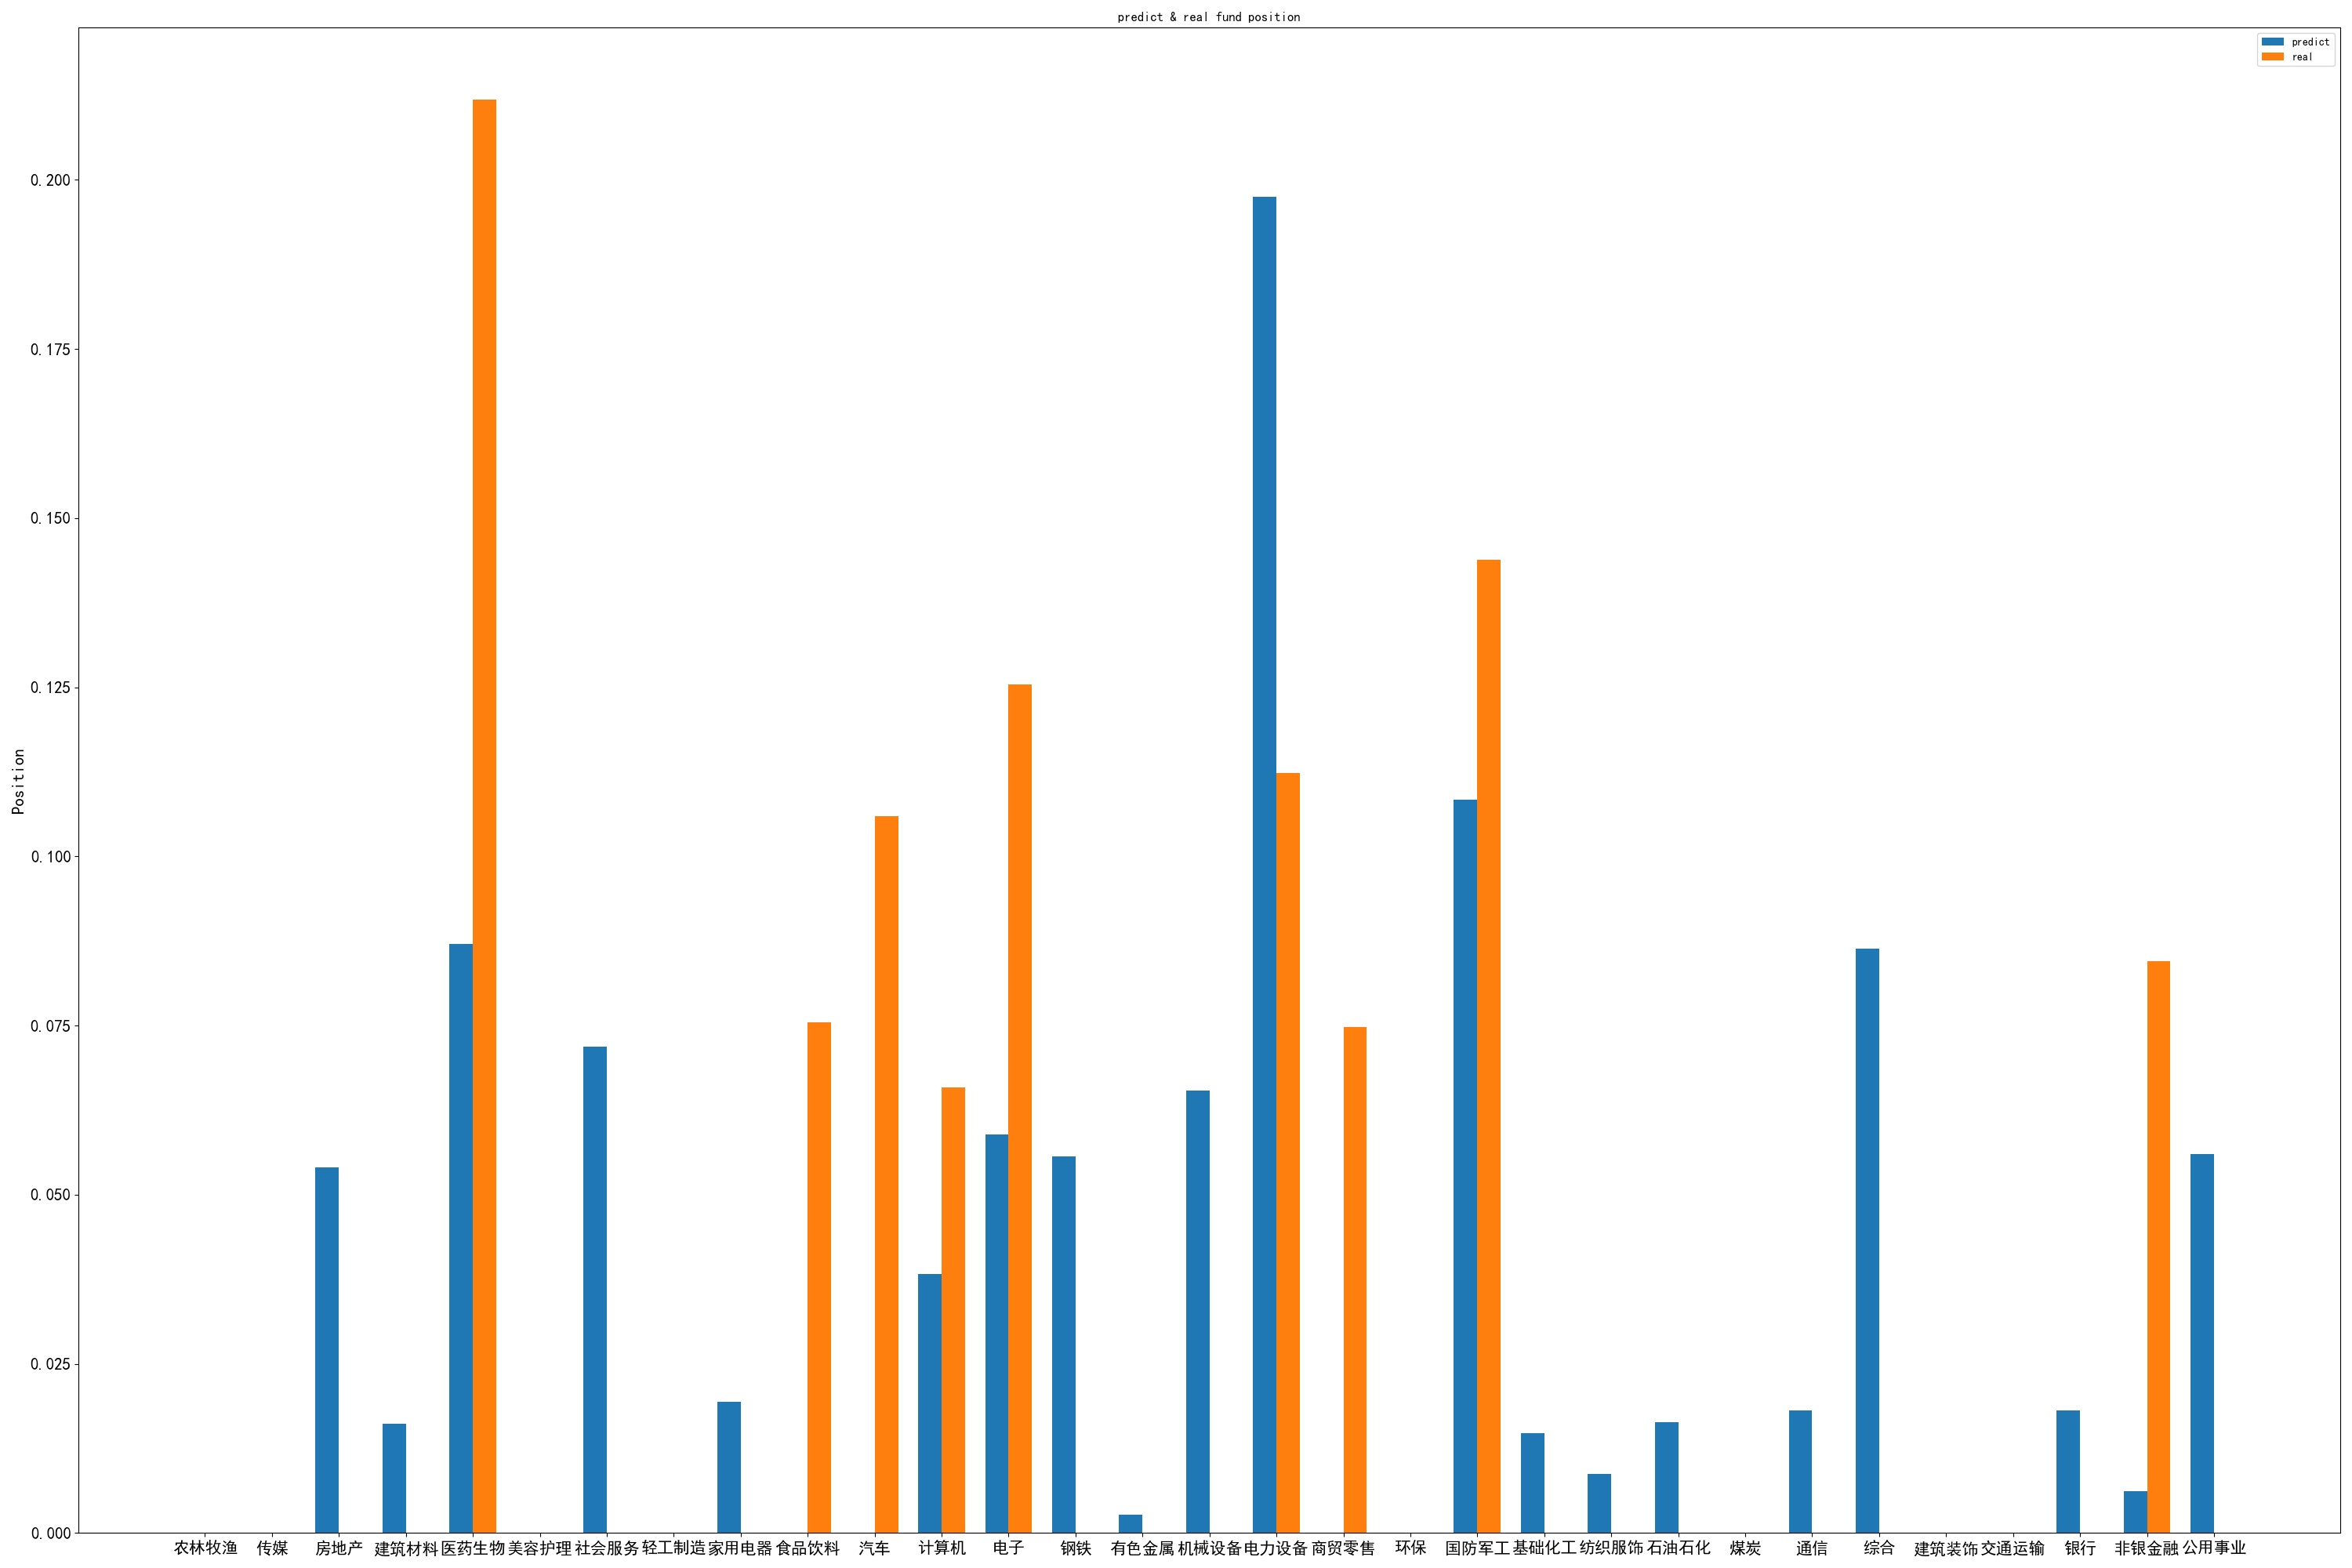 predict & real fund position
predict
real
0.200
0.175
0.150
0.125
0.100
0.075
0.050
0.025
0.000
Position
农林牧渔 传媒 房地产 建筑材料 医药生物 美容护理 社会服务 轻工制造 家用电器 食品饮料 汽车 计算机 电子 钢铁 有色金属 机械设备 电力设备 商贸零售 环保 国防军工 基础化工 纺织服饰 石油石化 煤炭 通信 综合 建筑装饰 交通运输 银行 非银金融 公用事业